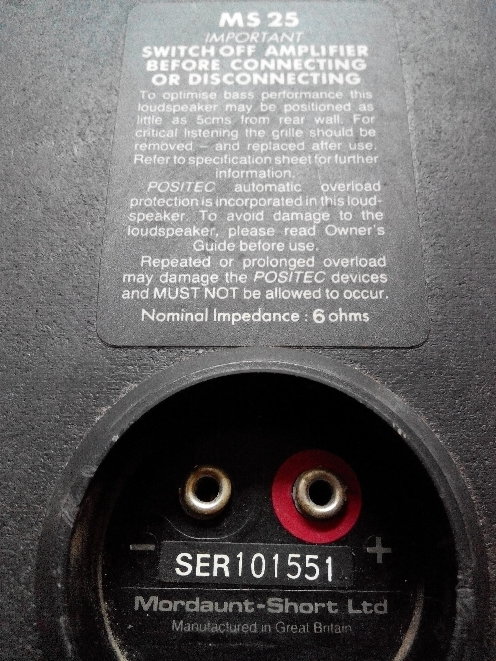 MS 25
IMPORTANT
SWITCH OFF AMPLIFIER
BEFORE CONNECTING
OR DISCONNECTING
To optimise bass performance this
loudspeaker may be positioned as
little as 5cms from rear wall. For
critical listening the grille should be
removed – and replaced after use.
Refer to specification sheet for further
information.
POSITEC automatic overload
protection is incorporated in this loud-
speaker. To avoid damage to the
loudspeaker, please read Owner's
Guide before use.
Repeated or prolonged overload
may damage the POSITEC devices
and MUST NOT be allowed to occur.
Nominal Impedance : 6 ohms
– +
SER101551
Mordaunt-Short Ltd
Manufactured in Great Britain